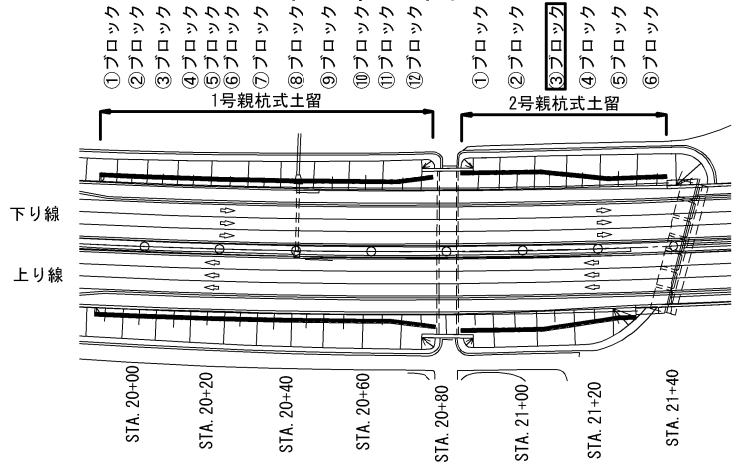 ①ブロック
②ブロック
③ブロック
④ブロック
⑤ブロック
⑥ブロック
⑦ブロック
⑧ブロック
⑨ブロック
⑩ブロック
⑪ブロック
⑫ブロック
①ブロック
②ブロック
③ブロック
④ブロック
⑤ブロック
⑥ブロック
1号親杭式土留
2号親杭式土留
下り線
上り線
STA. 20+00
STA. 20+20
STA. 20+40
STA. 20+60
STA. 20+80
STA. 21+00
STA. 21+20
STA. 21+40